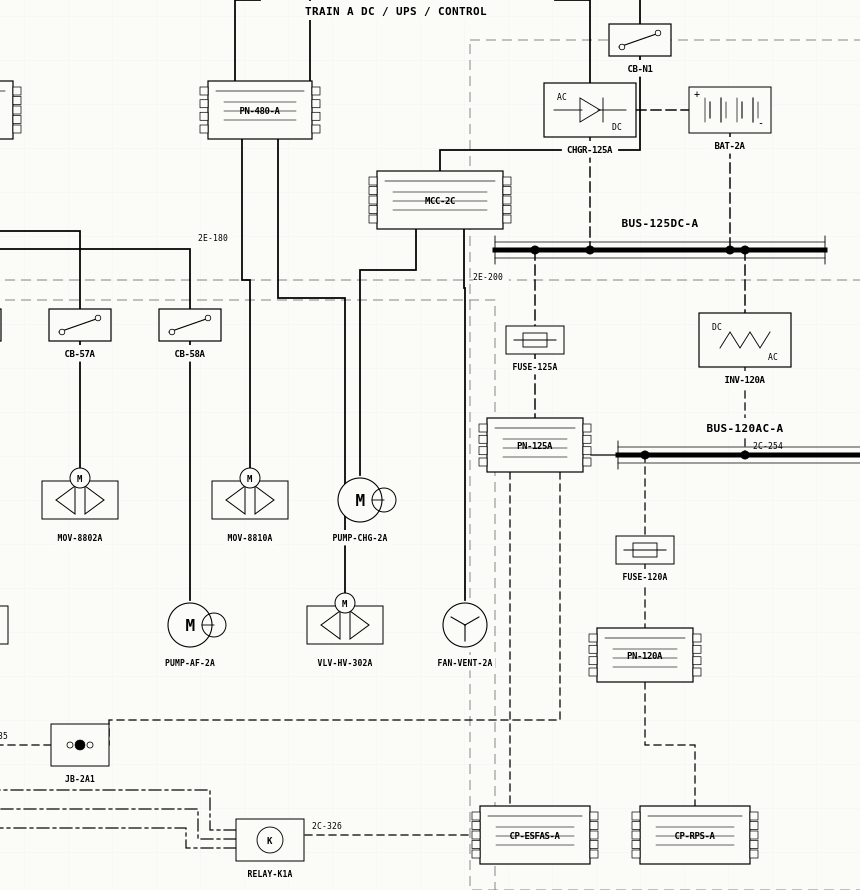 TRAIN A DC / UPS / CONTROL
CB-N1
AC
DC
+
-
PN-480-A
CHGR-125A
BAT-2A
MCC-2C
BUS-125DC-A
2E-180
2E-200
DC
AC
CB-57A
CB-58A
FUSE-125A
INV-120A
BUS-120AC-A
PN-125A
2C-254
M
M
M
MOV-8802A
MOV-8810A
PUMP-CHG-2A
FUSE-120A
M
M
PUMP-AF-2A
VLV-HV-302A
FAN-VENT-2A
PN-120A
JB-2A1
2C-326
K
CP-ESFAS-A
CP-RPS-A
RELAY-K1A